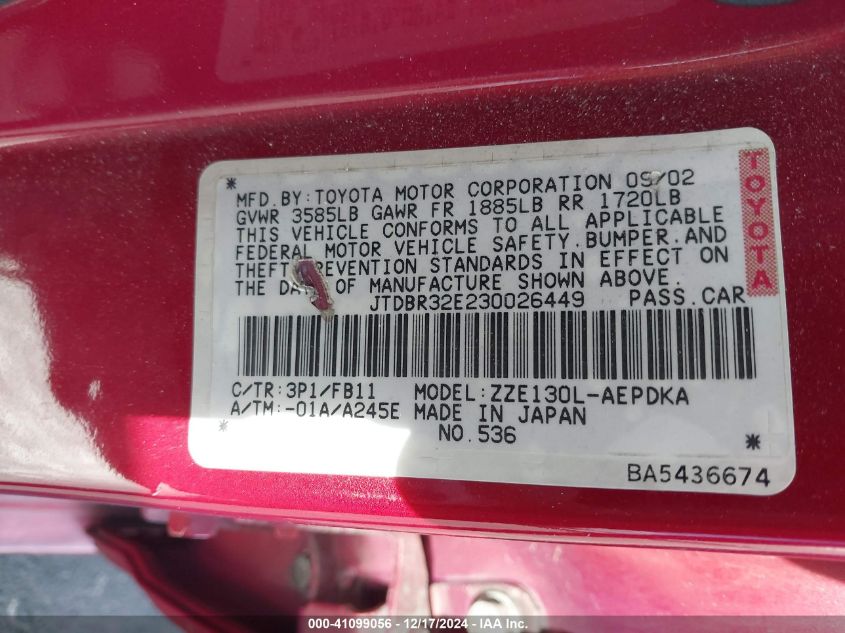 * MFD.BY:TOYOTA MOTOR CORPORATION 09/02
GVWR 3585LB GAWR FR 1885LB RR 1720LB
THIS VEHICLE CONFORMS TO ALL APPLICABLE
FEDERAL MOTOR VEHICLE SAFETY.BUMPER.AND
THEFT PREVENTION STANDARDS IN EFFECT ON
THE DATE OF MANUFACTURE SHOWN ABOVE.
JTDBR32E230026449 PASS.CAR
TOYOTA
C/TR:3P1/FB11 MODEL:ZZE130L-AEPDKA
A/TM:-01A/A245E MADE IN JAPAN
* NO.536 *
BA5436674
000-41099056 - 12/17/2024 - IAA Inc.